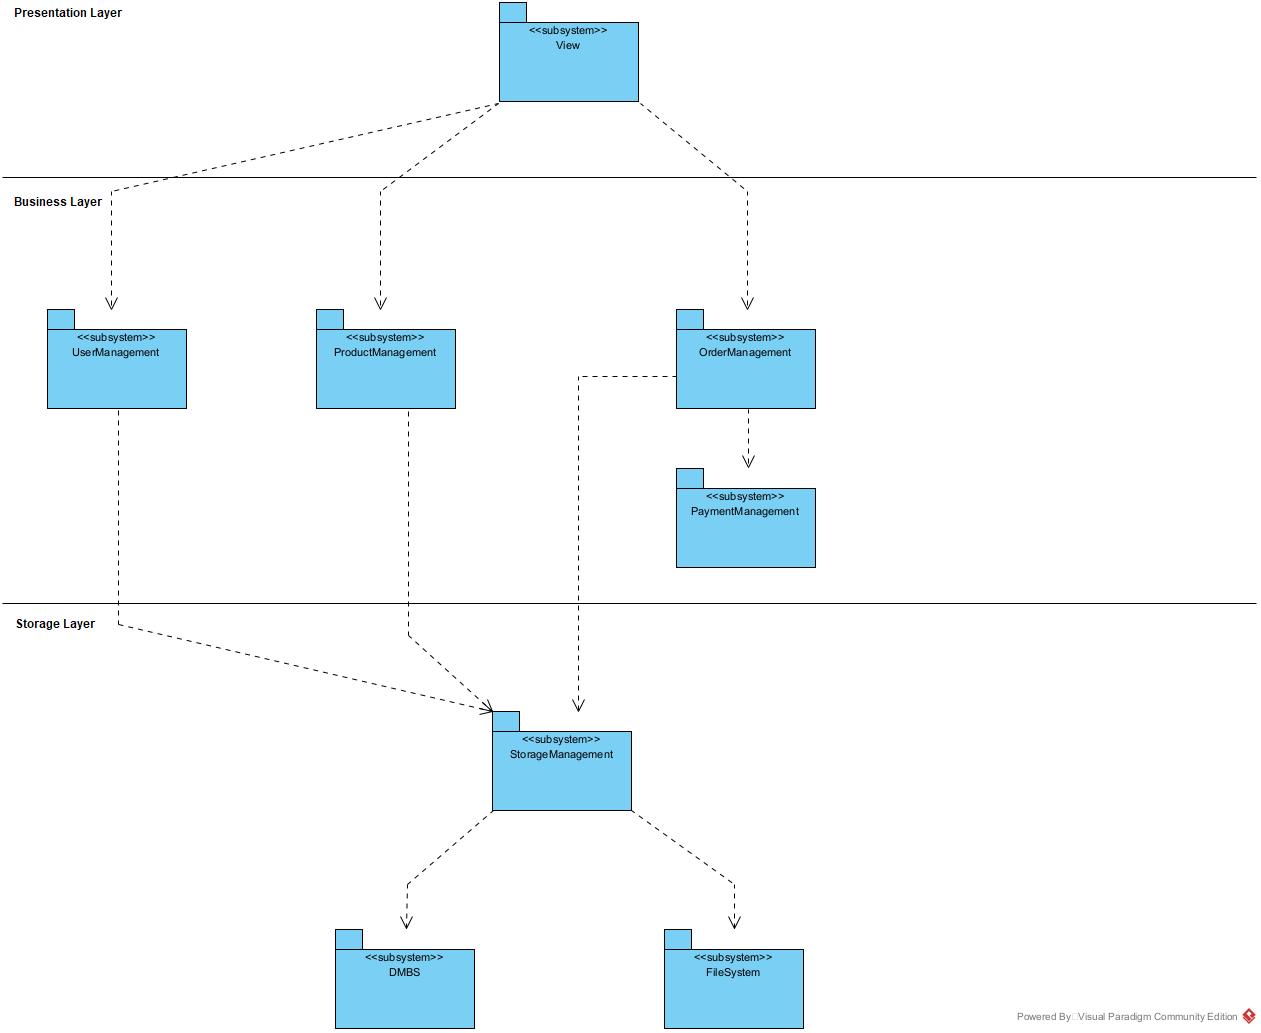 Presentation Layer
<<subsystem>>
View
Business Layer
<<subsystem>>
UserManagement
<<subsystem>>
ProductManagement
<<subsystem>>
OrderManagement
<<subsystem>>
PaymentManagement
Storage Layer
<<subsystem>>
StorageManagement
<<subsystem>>
DMBS
<<subsystem>>
FileSystem
Powered By Visual Paradigm Community Edition